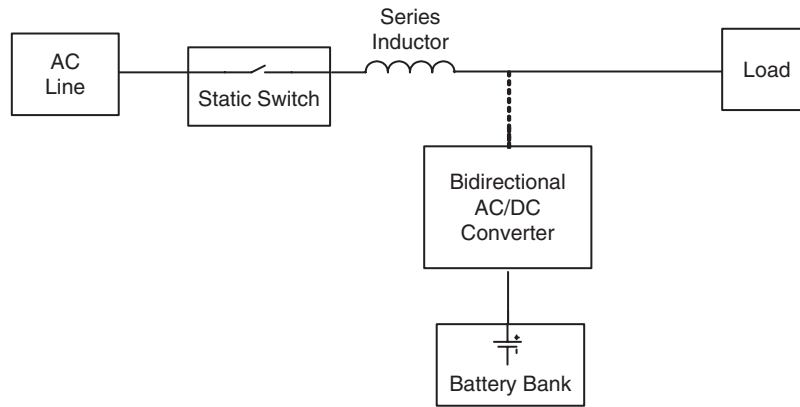 Series
Inductor
AC
Line
Static Switch
Load
Bidirectional
AC/DC
Converter
Battery Bank